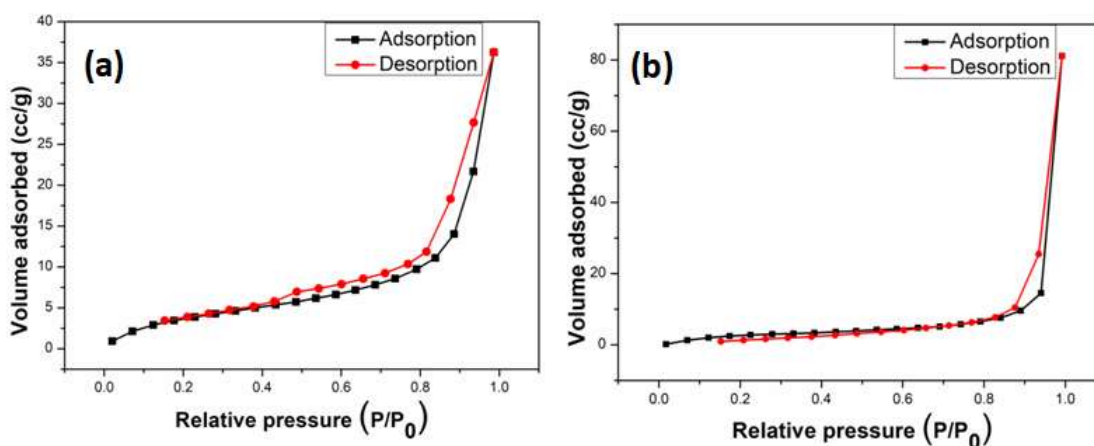 (a)
Adsorption
Desorption
Volume adsorbed (cc/g)
40
35
30
25
20
15
10
5
0
0.0 0.2 0.4 0.6 0.8 1.0
Relative pressure (P/P0)
(b)
Adsorption
Desorption
Volume adsorbed (cc/g)
80
60
40
20
0
0.0 0.2 0.4 0.6 0.8 1.0
Relative pressure (P/P0)